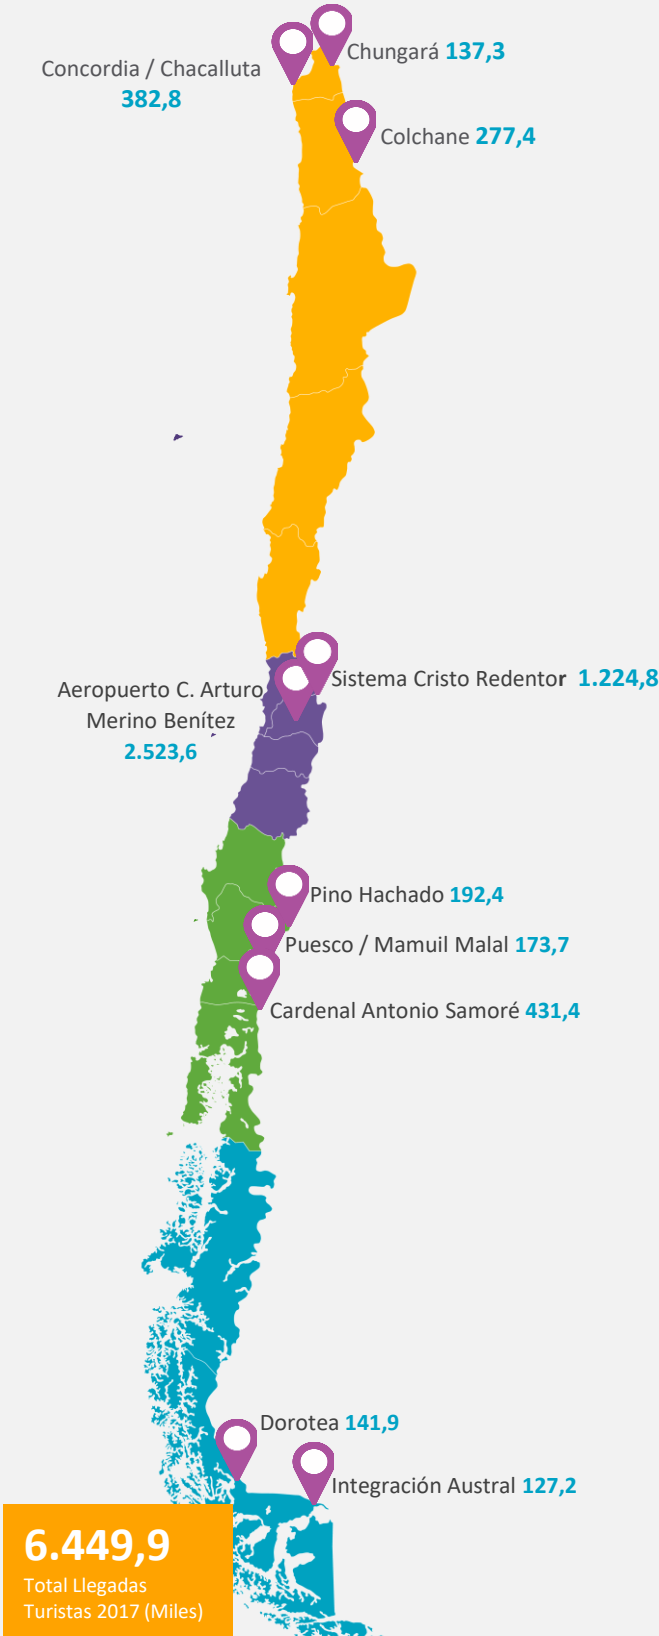 Chungará 137,3
Concordia / Chacalluta
382,8
Colchane 277,4
Sistema Cristo Redentor 1.224,8
Aeropuerto C. Arturo
Merino Benítez
2.523,6
Pino Hachado 192,4
Puesco / Mamuil Malal 173,7
Cardenal Antonio Samoré 431,4
Dorotea 141,9
Integración Austral 127,2
6.449,9
Total Llegadas
Turistas 2017 (Miles)